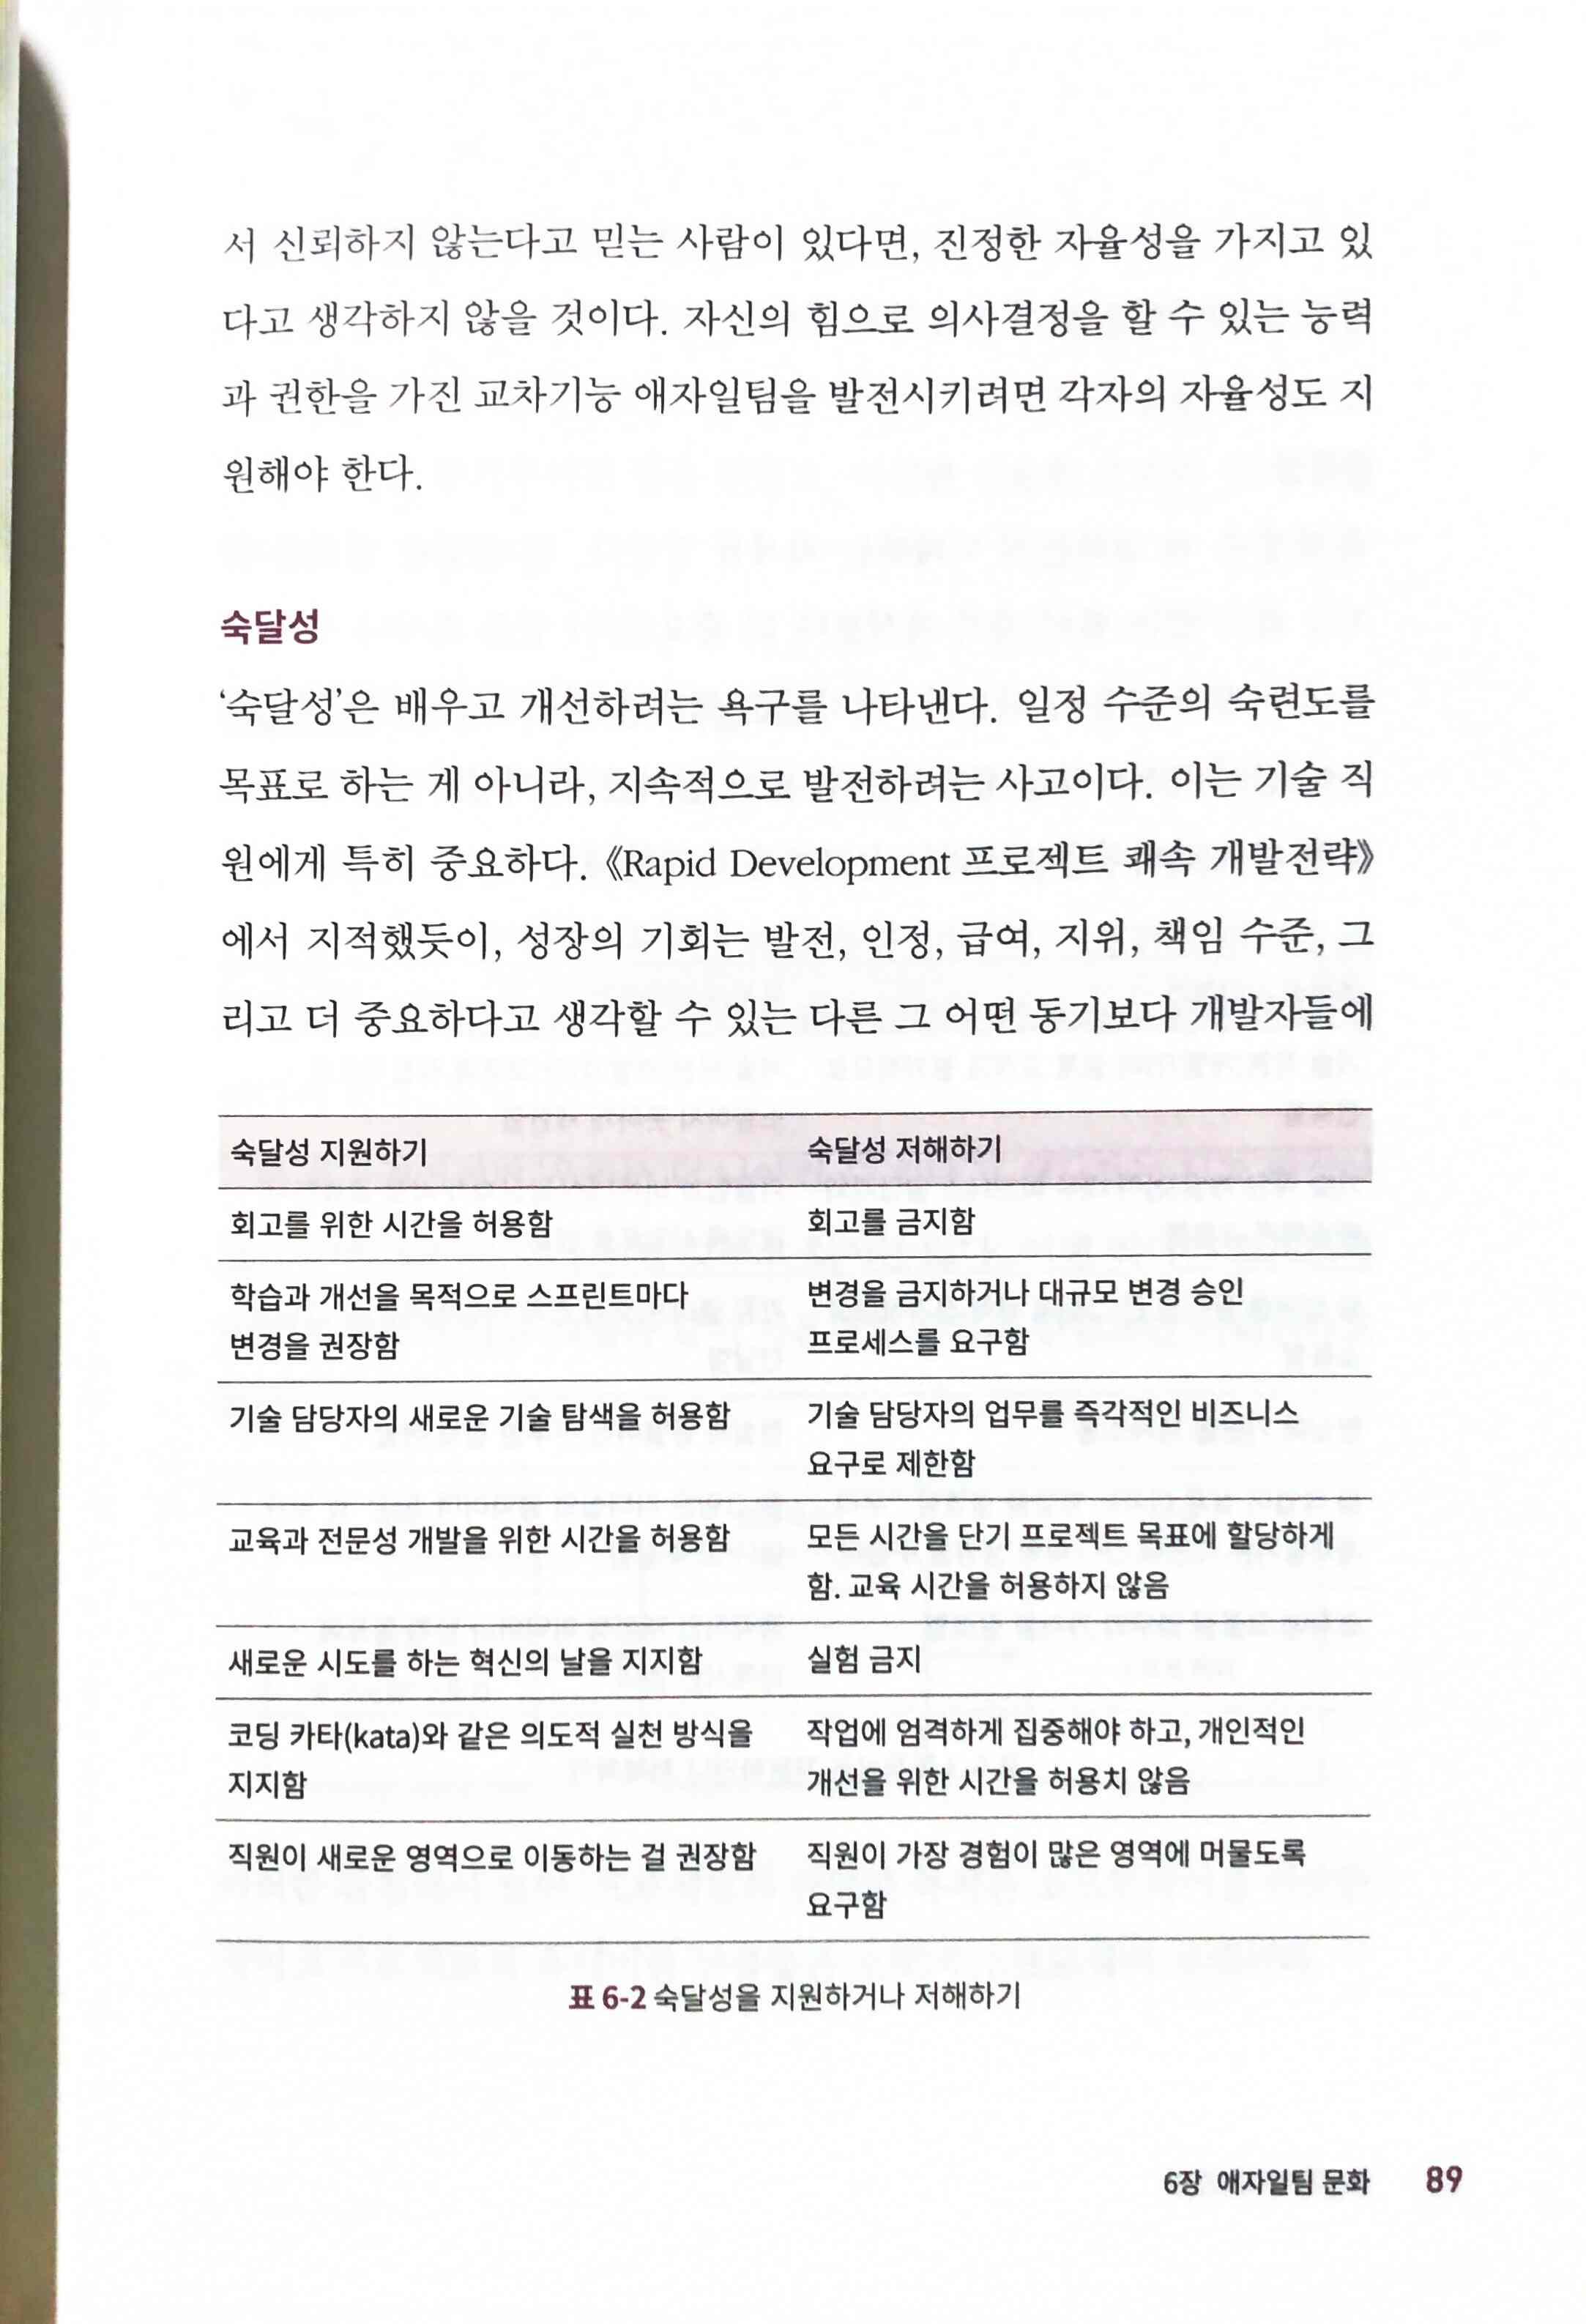 서 신뢰하지 않는다고 믿는 사람이 있다면, 진정한 자율성을 가지고 있
다고 생각하지 않을 것이다. 자신의 힘으로 의사결정을 할 수 있는 능력
과 권한을 가진 교차기능 애자일팀을 발전시키려면 각자의 자율성도 지
원해야 한다.
숙달성
‘숙달성’은 배우고 개선하려는 욕구를 나타낸다. 일정 수준의 숙련도를
목표로 하는 게 아니라, 지속적으로 발전하려는 사고이다. 이는 기술 직
원에게 특히 중요하다. 《Rapid Development 프로젝트 쾌속 개발전략》
에서 지적했듯이, 성장의 기회는 발전, 인정, 급여, 지위, 책임 수준, 그
리고 더 중요하다고 생각할 수 있는 다른 그 어떤 동기보다 개발자들에
숙달성 지원하기 숙달성 저해하기
회고를 위한 시간을 허용함 회고를 금지함
학습과 개선을 목적으로 스프린트마다 변경을 금지하거나 대규모 변경 승인
변경을 권장함 프로세스를 요구함
기술 담당자의 새로운 기술 탐색을 허용함 기술 담당자의 업무를 즉각적인 비즈니스
요구로 제한함
교육과 전문성 개발을 위한 시간을 허용함 모든 시간을 단기 프로젝트 목표에 할당하게
함. 교육 시간을 허용하지 않음
새로운 시도를 하는 혁신의 날을 지지함 실험 금지
코딩 카타(kata)와 같은 의도적 실천 방식을 작업에 엄격하게 집중해야 하고, 개인적인
지지함 개선을 위한 시간을 허용치 않음
직원이 새로운 영역으로 이동하는 걸 권장함 직원이 가장 경험이 많은 영역에 머물도록
요구함
표 6-2 숙달성을 지원하거나 저해하기
6장 애자일팀 문화 89